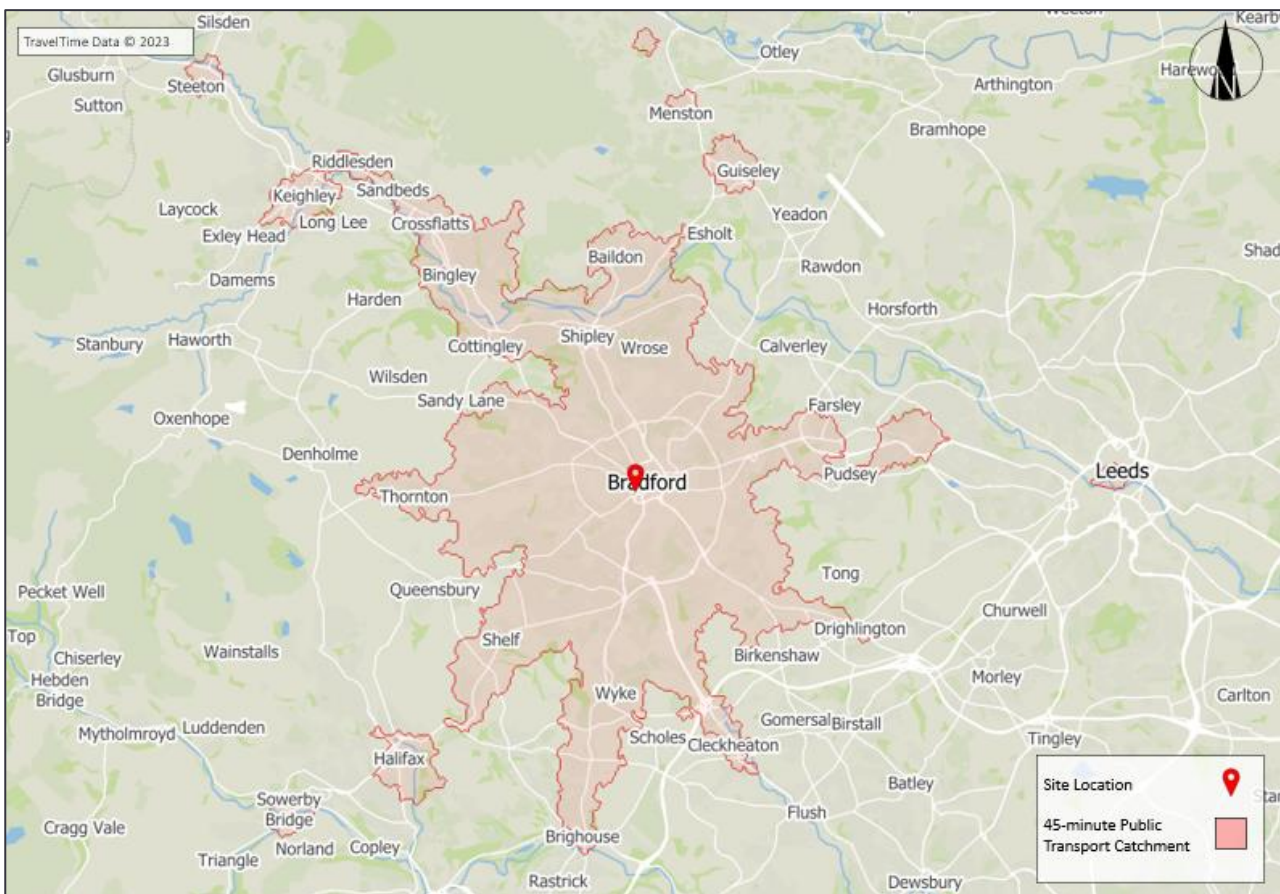 Silsden
Weeton
Kearby
TravelTime Data © 2023
Otley
Glusburn
Steeton
Arthington
Harewood
N
Sutton
Menston
Bramhope
Riddlesden
Guiseley
Keighley
Sandbeds
Laycock
Long Lee
Crossflatts
Yeadon
Exley Head
Esholt
Shad
Baildon
Rawdon
Damems
Bingley
Harden
Horsforth
Stanbury
Haworth
Shipley
Cottingley
Wrose
Calverley
Wilsden
Sandy Lane
Farsley
Oxenhope
Denholme
Leeds
Pudsey
Bradford
Thornton
Tong
Pecket Well
Queensbury
Churwell
Top
Shelf
Drighlington
Chiserley
Wainstalls
Birkenshaw
Hebden
Bridge
Morley
Wyke
Carlton
Luddenden
Mytholmroyd
Gomersal
Birstall
Scholes
Cleckheaton
Tingley
Halifax
Batley
Site Location
Sowerby
Bridge
Flush
Star
45-minute Public
Transport Catchment
Cragg Vale
Brighouse
Norland
Copley
Triangle
Rastrick
Dewsbury